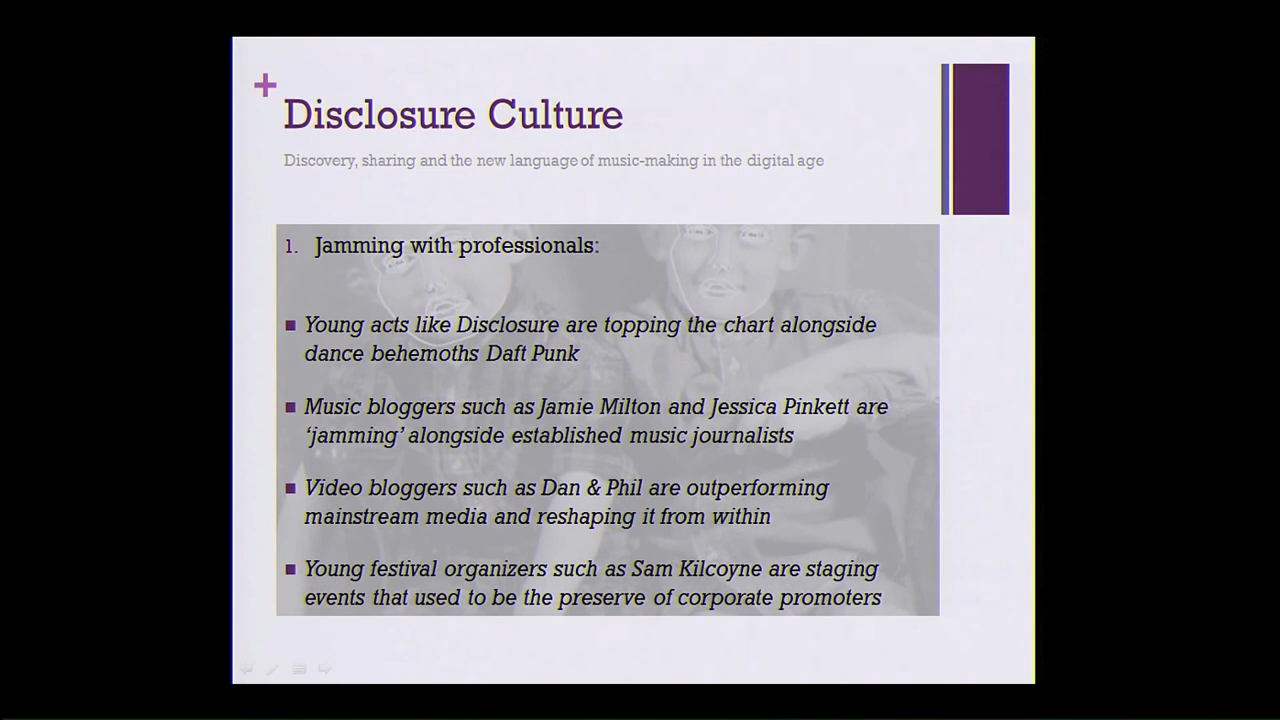 +
Disclosure Culture
Discovery, sharing and the new language of music-making in the digital age
1. Jamming with professionals:
■ Young acts like Disclosure are topping the chart alongside
dance behemoths Daft Punk
■ Music bloggers such as Jamie Milton and Jessica Pinkett are
‘jamming’ alongside established music journalists
■ Video bloggers such as Dan & Phil are outperforming
mainstream media and reshaping it from within
■ Young festival organizers such as Sam Kilcoyne are staging
events that used to be the preserve of corporate promoters